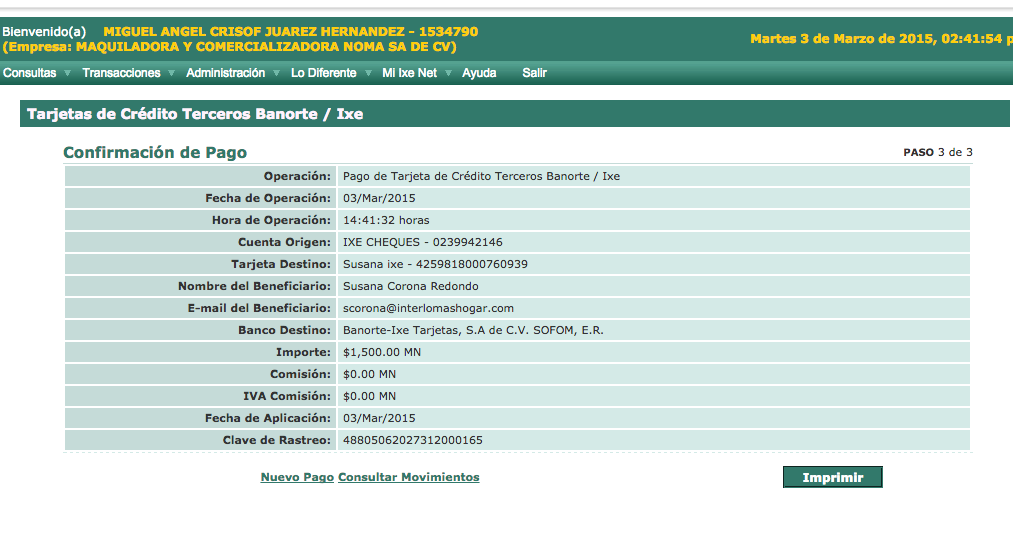 Bienvenido(a) MIGUEL ANGEL CRISOF JUAREZ HERNANDEZ - 1534790
(Empresa: MAQUILADORA Y COMERCIALIZADORA NOMA SA DE CV)
Martes 3 de Marzo de 2015, 02:41:54 p
Consultas Transacciones Administración Lo Diferente Mi Ixe Net Ayuda Salir
Tarjetas de Crédito Terceros Banorte / Ixe
Confirmación de Pago PASO 3 de 3
Operación: Pago de Tarjeta de Crédito Terceros Banorte / Ixe
Fecha de Operación: 03/Mar/2015
Hora de Operación: 14:41:32 horas
Cuenta Origen: IXE CHEQUES - 0239942146
Tarjeta Destino: Susana ixe - 4259818000760939
Nombre del Beneficiario: Susana Corona Redondo
E-mail del Beneficiario: scorona@interlomashogar.com
Banco Destino: Banorte-Ixe Tarjetas, S.A de C.V. SOFOM, E.R.
Importe: $1,500.00 MN
Comisión: $0.00 MN
IVA Comisión: $0.00 MN
Fecha de Aplicación: 03/Mar/2015
Clave de Rastreo: 48805062027312000165
Nuevo Pago Consultar Movimientos Imprimir